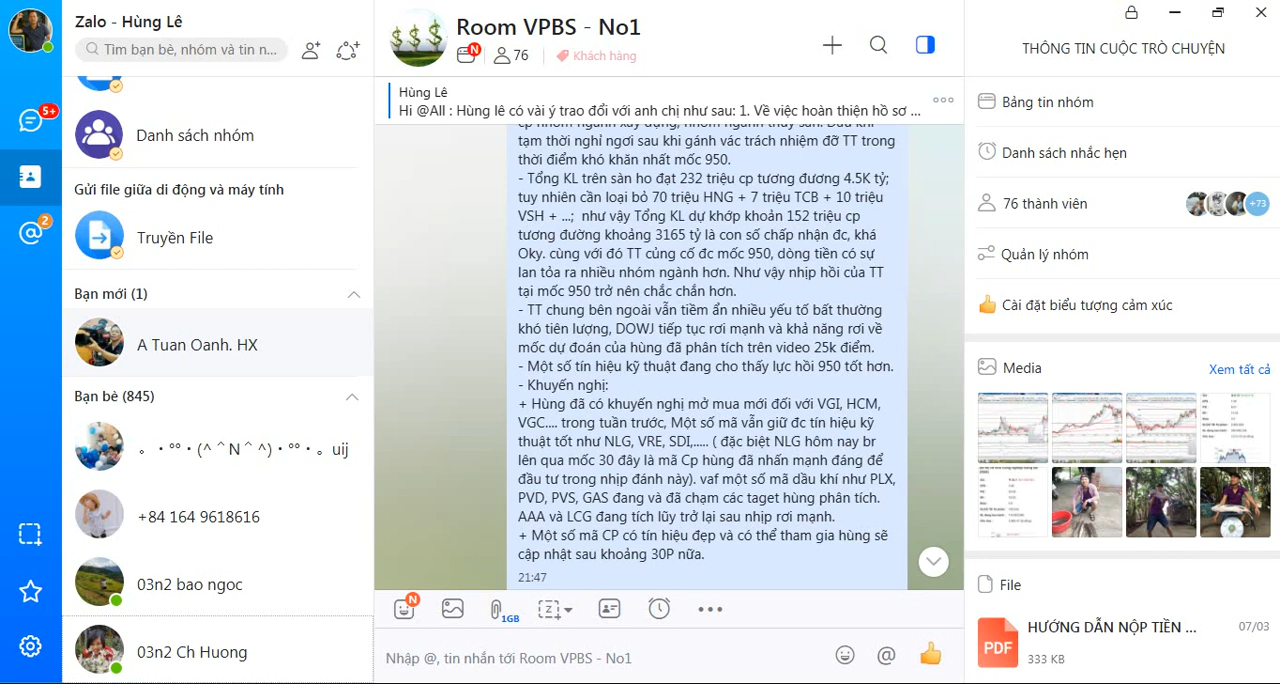 Zalo - Hùng Lê
Tìm bạn bè, nhóm và tin n...
5+
2
Danh sách nhóm
Gửi file giữa di động và máy tính
Truyền File
Bạn mới (1)
A Tuan Oanh. HX
Bạn bè (845)
。・°°・(^＾N＾^)・°°・。uij
+84 164 9618616
03n2 bao ngoc
03n2 Ch Huong
Room VPBS - No1
N
76
Khách hàng
Hùng Lê
Hi @All : Hùng lê có vài ý trao đổi với anh chị như sau: 1. Về việc hoàn thiện hồ sơ ...
tạm thời nghỉ ngơi sau khi gánh vác trách nhiệm đỡ TT trong
thời điểm khó khăn nhất mốc 950.
- Tổng KL trên sàn ho đạt 232 triệu cp tương đương 4.5K tỷ;
tuy nhiên cần loại bỏ 70 triệu HNG + 7 triệu TCB + 10 triệu
VSH + ...; như vậy Tổng KL dự khớp khoản 152 triệu cp
tương đường khoảng 3165 tỷ là con số chấp nhận đc, khá
Oky. cùng với đó TT củng cố đc mốc 950, dòng tiền có sự
lan tỏa ra nhiều nhóm ngành hơn. Như vậy nhịp hồi của TT
tại mốc 950 trở nên chắc chắn hơn.
- TT chung bên ngoài vẫn tiềm ẩn nhiều yếu tố bất thường
khó tiên lượng, DOWJ tiếp tục rơi mạnh và khả năng rơi về
mốc dự đoán của hùng đã phân tích trên video 25k điểm.
- Một số tín hiệu kỹ thuật đang cho thấy lực hồi 950 tốt hơn.
- Khuyến nghị:
+ Hùng đã có khuyến nghị mở mua mới đối với VGI, HCM,
VGC.... trong tuần trước, Một số mã vẫn giữ đc tín hiệu kỹ
thuật tốt như NLG, VRE, SDI,..... ( đặc biệt NLG hôm nay br
lên qua mốc 30 đây là mã Cp hùng đã nhấn mạnh đáng để
đầu tư trong nhịp đánh này). vaf một số mã dầu khí như PLX,
PVD, PVS, GAS đang và đã chạm các taget hùng phân tích.
AAA và LCG đang tích lũy trở lại sau nhịp rơi mạnh.
+ Một số mã CP có tín hiệu đẹp và có thể tham gia hùng sẽ
cập nhật sau khoảng 30P nữa.
21:47
N
1GB
Nhập @, tin nhắn tới Room VPBS - No1
THÔNG TIN CUỘC TRÒ CHUYỆN
Bảng tin nhóm
Danh sách nhắc hẹn
76 thành viên
+73
Quản lý nhóm
Cài đặt biểu tượng cảm xúc
Media
Xem tất cả
File
PDF
HƯỚNG DẪN NỘP TIỀN ...
07/03
333 KB